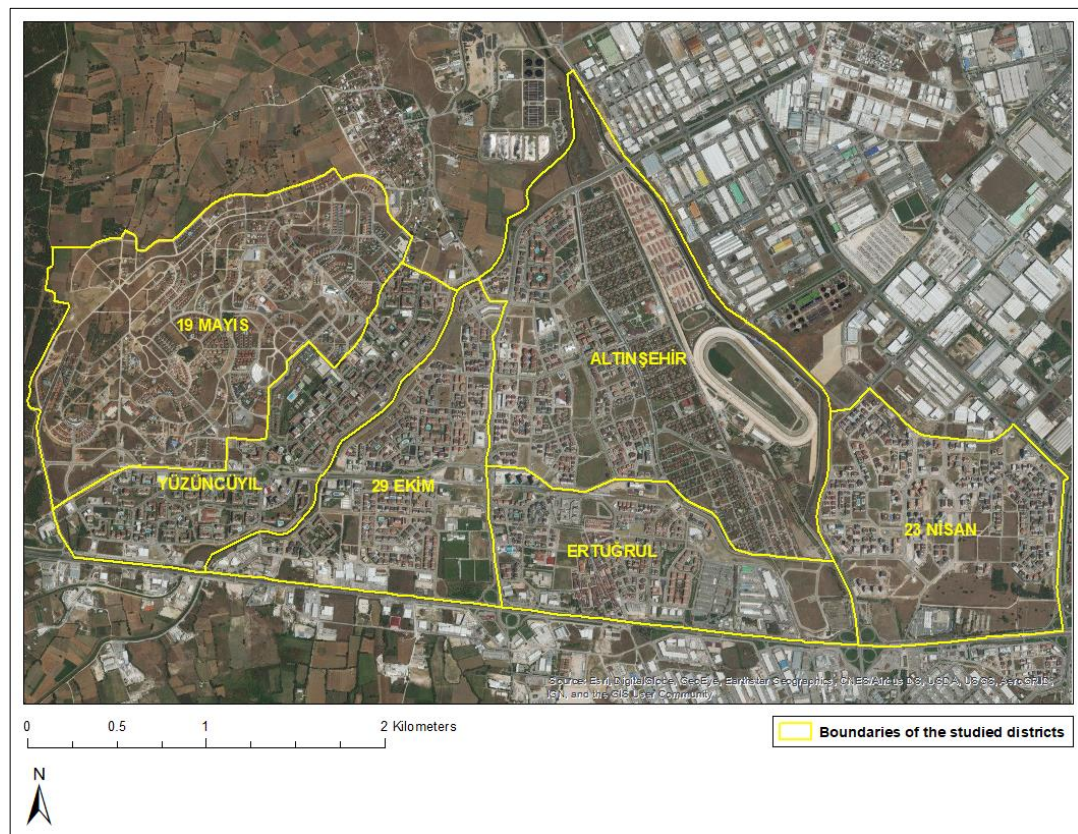 19 MAYIS
ALTINŞEHİR
YÜZÜNCÜYIL
29 EKİM
23 NİSAN
ERTUĞRUL
Source: Esri, DigitalGlobe, GeoEye, Earthstar Geographics, CNES/Airbus DS, USDA, USGS, AeroGRID,
IGN, and the GIS User Community
0 0.5 1 2 Kilometers
Boundaries of the studied districts
N